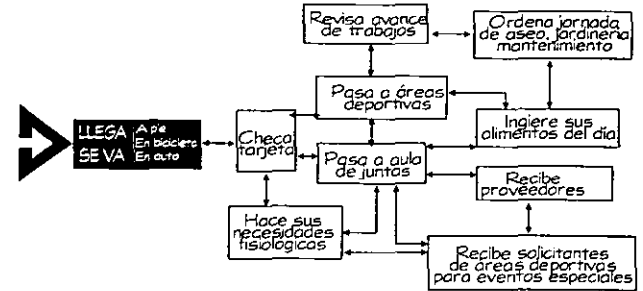 Revisa avance
de trabajos
Ordena jornada
de aseo, jardinería
mantenimiento
Pasa a áreas
deportivas
LLEGA
SE VA
A pie
En bicicleta
En auto
Checa
tarjeta
Ingiere sus
alimentos del día
Pasa a aula
de juntas
Recibe
proveedores
Hace sus
necesidades
fisiológicas
Recibe solicitantes
de áreas deportivas
para eventos especiales